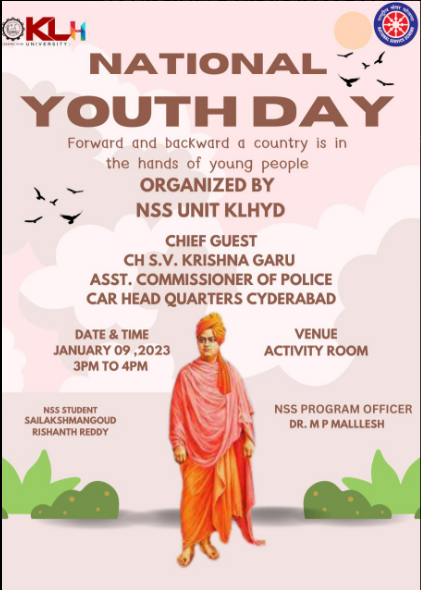 KLH
UNIVERSITY
NATIONAL
YOUTH DAY
Forward and backward a country is in
the hands of young people
ORGANIZED BY
NSS UNIT KLHYD
CHIEF GUEST
CH S.V. KRISHNA GARU
ASST. COMMISSIONER OF POLICE
CAR HEAD QUARTERS CYDERABAD
DATE & TIME
JANUARY 09 ,2023
3PM TO 4PM
VENUE
ACTIVITY ROOM
NSS STUDENT
SAILAKSHMANGOUD
RISHANTH REDDY
NSS PROGRAM OFFICER
DR. M P MALLLESH